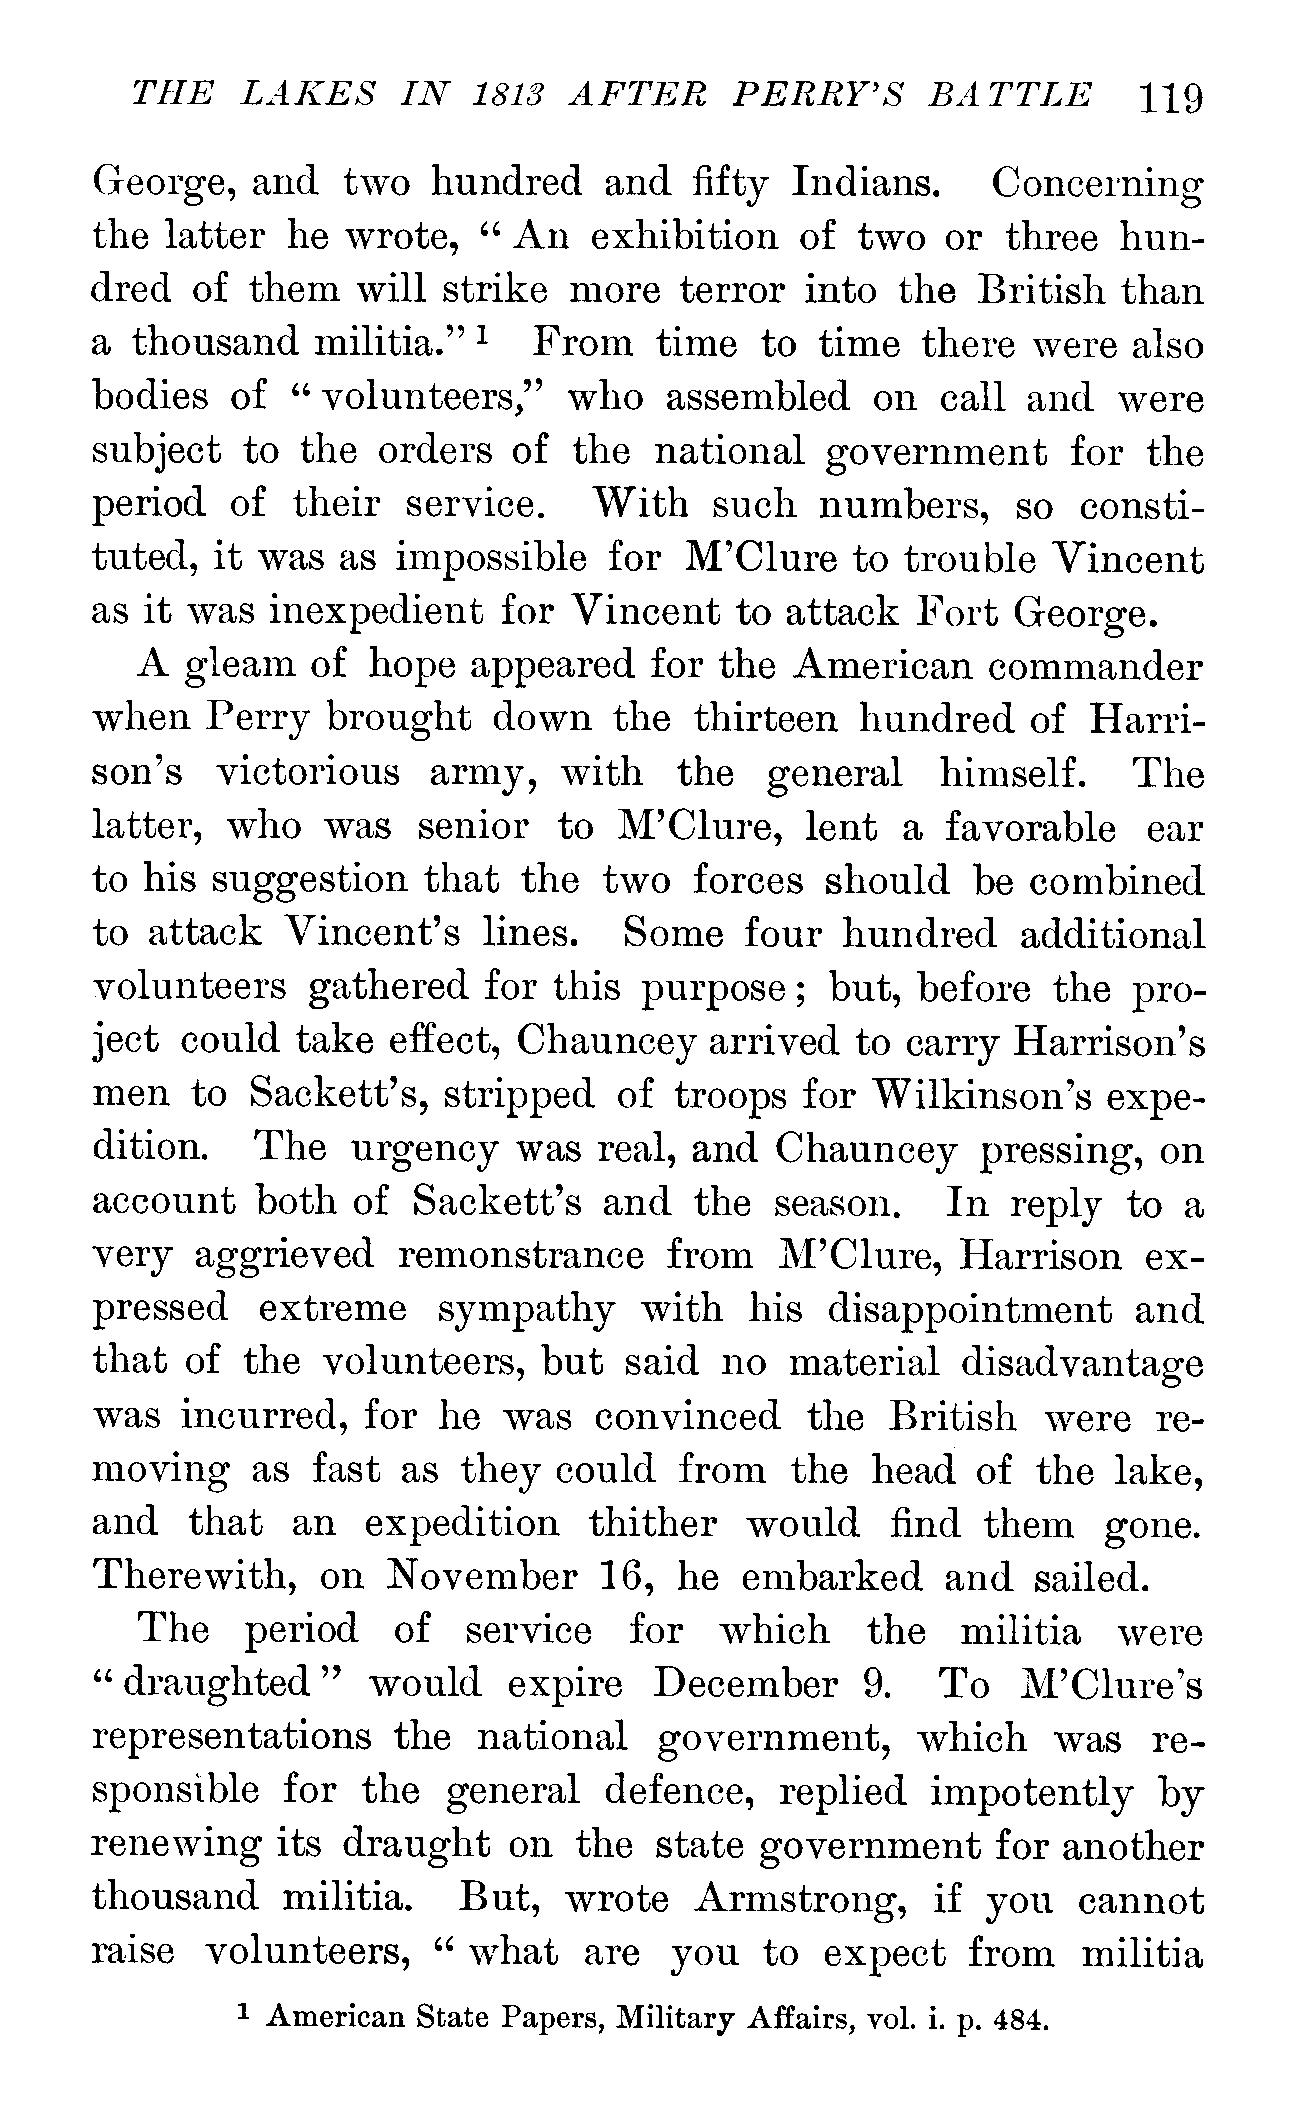 THE LAKES IN 1813 AFTER PERRY'S BATTLE 119
George, and two hundred and fifty Indians. Concerning
the latter he wrote, “ An exhibition of two or three hun-
dred of them will strike more terror into the British than
a thousand militia.” ¹ From time to time there were also
bodies of “ volunteers,” who assembled on call and were
subject to the orders of the national government for the
period of their service. With such numbers, so consti-
tuted, it was as impossible for M’Clure to trouble Vincent
as it was inexpedient for Vincent to attack Fort George.
A gleam of hope appeared for the American commander
when Perry brought down the thirteen hundred of Harri-
son’s victorious army, with the general himself. The
latter, who was senior to M’Clure, lent a favorable ear
to his suggestion that the two forces should be combined
to attack Vincent’s lines. Some four hundred additional
volunteers gathered for this purpose ; but, before the pro-
ject could take effect, Chauncey arrived to carry Harrison’s
men to Sackett’s, stripped of troops for Wilkinson’s expe-
dition. The urgency was real, and Chauncey pressing, on
account both of Sackett’s and the season. In reply to a
very aggrieved remonstrance from M’Clure, Harrison ex-
pressed extreme sympathy with his disappointment and
that of the volunteers, but said no material disadvantage
was incurred, for he was convinced the British were re-
moving as fast as they could from the head of the lake,
and that an expedition thither would find them gone.
Therewith, on November 16, he embarked and sailed.
The period of service for which the militia were
“ draughted ” would expire December 9. To M’Clure’s
representations the national government, which was re-
sponsible for the general defence, replied impotently by
renewing its draught on the state government for another
thousand militia. But, wrote Armstrong, if you cannot
raise volunteers, “ what are you to expect from militia
¹ American State Papers, Military Affairs, vol. i. p. 484.